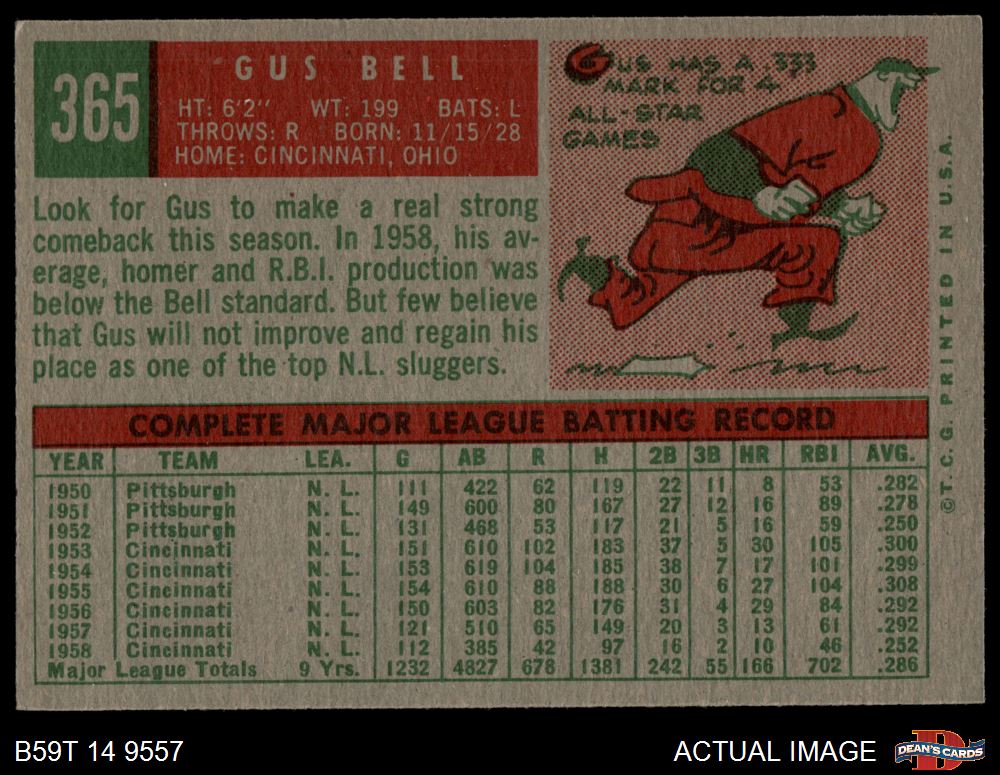 365
GUS BELL
HT: 6'2" WT: 199 BATS: L
THROWS: R BORN: 11/15/28
HOME: CINCINNATI, OHIO
Look for Gus to make a real strong
comeback this season. In 1958, his av-
erage, homer and R.B.I. production was
below the Bell standard. But few believe
that Gus will not improve and regain his
place as one of the top N.L. sluggers.
GUS HAS A .333
MARK FOR 4
ALL-STAR
GAMES
©T.C.G. PRINTED IN U.S.A.
COMPLETE MAJOR LEAGUE BATTING RECORD
YEAR TEAM LEA. G AB R H 2B 3B HR RBI AVG.
1950 Pittsburgh N. L. 111 422 62 119 22 11 8 53 .282
1951 Pittsburgh N. L. 149 600 80 167 27 12 16 89 .278
1952 Pittsburgh N. L. 131 468 53 117 21 5 16 59 .250
1953 Cincinnati N. L. 151 610 102 183 37 5 30 105 .300
1954 Cincinnati N. L. 153 619 104 185 38 7 17 101 .299
1955 Cincinnati N. L. 154 610 88 188 30 6 27 104 .308
1956 Cincinnati N. L. 150 603 82 176 31 4 29 84 .292
1957 Cincinnati N. L. 121 510 65 149 20 3 13 61 .292
1958 Cincinnati N. L. 112 385 42 97 16 2 10 46 .252
Major League Totals 9 Yrs. 1232 4827 678 1381 242 55 166 702 .286
B59T 14 9557
ACTUAL IMAGE
D
DEAN'S CARDS